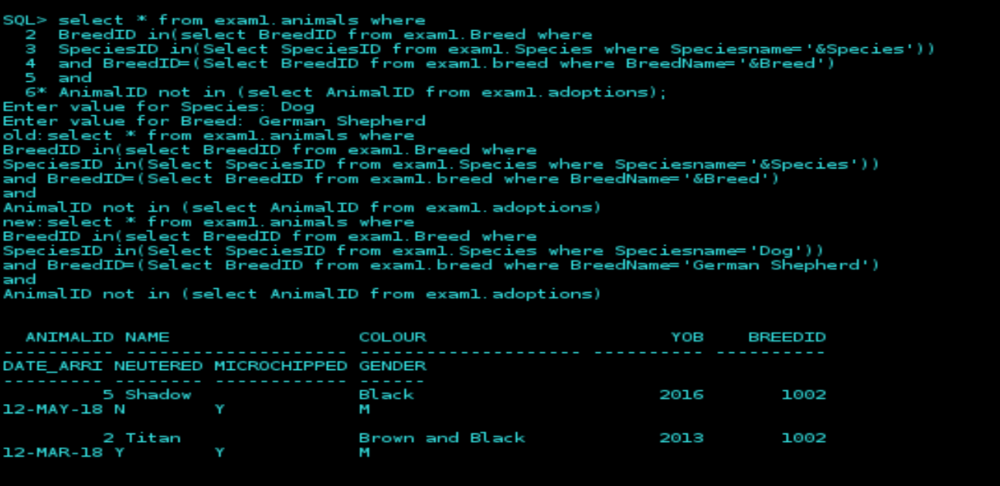 SQL> select * from exam1.animals where
  2  BreedID in(select BreedID from exam1.Breed where
  3  SpeciesID in(Select SpeciesID from exam1.Species where Speciesname='&Species'))
  4  and BreedID=(Select BreedID from exam1.breed where BreedName='&Breed')
  5  and
  6* AnimalID not in (select AnimalID from exam1.adoptions);
Enter value for Species: Dog
Enter value for Breed: German Shepherd
old:select * from exam1.animals where
BreedID in(select BreedID from exam1.Breed where
SpeciesID in(Select SpeciesID from exam1.Species where Speciesname='&Species'))
and BreedID=(Select BreedID from exam1.breed where BreedName='&Breed')
and
AnimalID not in (select AnimalID from exam1.adoptions)
new:select * from exam1.animals where
BreedID in(select BreedID from exam1.Breed where
SpeciesID in(Select SpeciesID from exam1.Species where Speciesname='Dog'))
and BreedID=(Select BreedID from exam1.breed where BreedName='German Shepherd')
and
AnimalID not in (select AnimalID from exam1.adoptions)
  ANIMALID NAME                 COLOUR                      YOB    BREEDID
---------- -------------------- -------------------- ---------- ----------
DATE_ARRI NEUTERED MICROCHIPPED GENDER
--------- -------- ------------ ------
         5 Shadow               Black                      2016       1002
12-MAY-18 N        Y            M
         2 Titan                Brown and Black            2013       1002
12-MAR-18 Y        Y            M